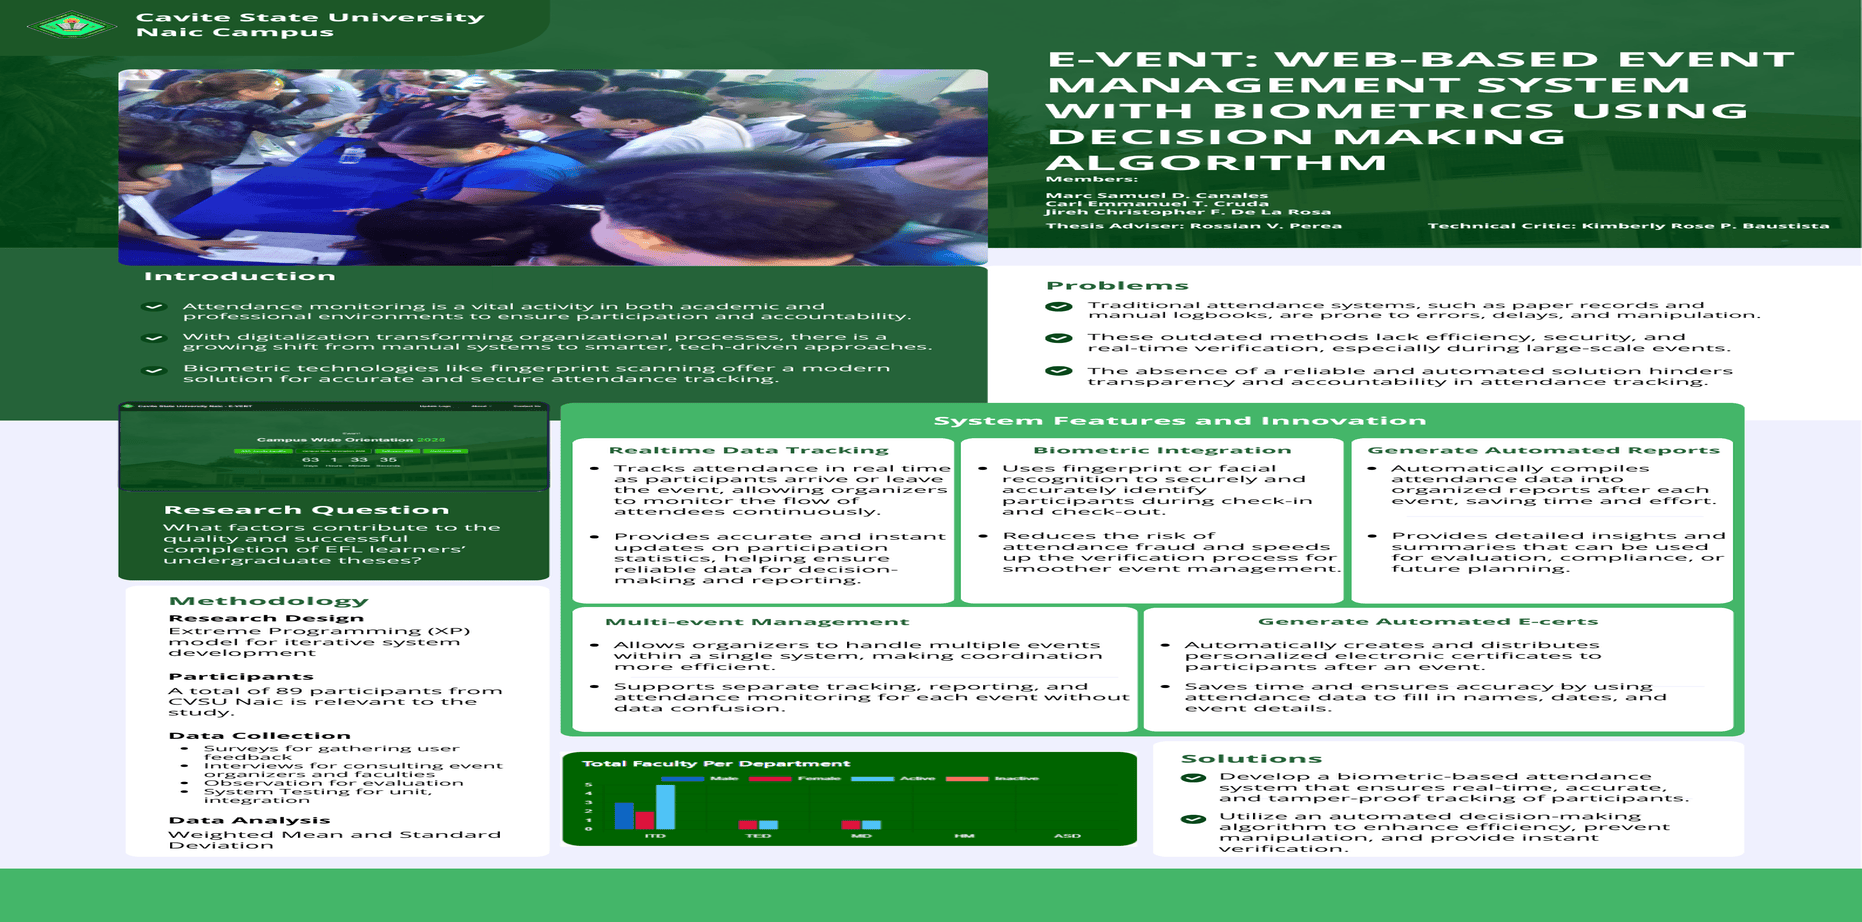 Cavite State University
Naic Campus
E-VENT: WEB-BASED EVENT
MANAGEMENT SYSTEM
WITH BIOMETRICS USING
DECISION MAKING
ALGORITHM
Members:
Marc Samuel D. Canales
Carl Emmanuel T. Cruda
Jireh Christopher F. De La Rosa
Thesis Adviser: Rossian V. Perea
Technical Critic: Kimberly Rose P. Baustista
Introduction
Attendance monitoring is a vital activity in both academic and
professional environments to ensure participation and accountability.
With digitalization transforming organizational processes, there is a
growing shift from manual systems to smarter, tech-driven approaches.
Biometric technologies like fingerprint scanning offer a modern
solution for accurate and secure attendance tracking.
Problems
Traditional attendance systems, such as paper records and
manual logbooks, are prone to errors, delays, and manipulation.
These outdated methods lack efficiency, security, and
real-time verification, especially during large-scale events.
The absence of a reliable and automated solution hinders
transparency and accountability in attendance tracking.
Cavite State University Naic - E-VENT
About
Contact Us
Campus Wide Orientation 2025
63 1 33 35
Days Hours Minutes Seconds
Research Question
What factors contribute to the
quality and successful
completion of EFL learners'
undergraduate theses?
Methodology
Research Design
Extreme Programming (XP)
model for iterative system
development
Participants
A total of 89 participants from
CVSU Naic is relevant to the
study.
Data Collection
Surveys for gathering user
feedback
Interviews for consulting event
organizers and faculties
Observation for evaluation
System Testing for unit,
integration
Data Analysis
Weighted Mean and Standard
Deviation
System Features and Innovation
Realtime Data Tracking
Tracks attendance in real time
as participants arrive or leave
the event, allowing organizers
to monitor the flow of
attendees continuously.
Provides accurate and instant
updates on participation
statistics, helping ensure
reliable data for decision-
making and reporting.
Biometric Integration
Uses fingerprint or facial
recognition to securely and
accurately identify
participants during check-in
and check-out.
Reduces the risk of
attendance fraud and speeds
up the verification process for
smoother event management.
Generate Automated Reports
Automatically compiles
attendance data into
organized reports after each
event, saving time and effort.
Provides detailed insights and
summaries that can be used
for evaluation, compliance, or
future planning.
Multi-event Management
Allows organizers to handle multiple events
within a single system, making coordination
more efficient.
Supports separate tracking, reporting, and
attendance monitoring for each event without
data confusion.
Generate Automated E-certs
Automatically creates and distributes
personalized electronic certificates to
participants after an event.
Saves time and ensures accuracy by using
attendance data to fill in names, dates, and
event details.
Total Faculty Per Department
Male Female Active Inactive
5
4
3
2
1
0
ITD TED MD HM ASD
Solutions
Develop a biometric-based attendance
system that ensures real-time, accurate,
and tamper-proof tracking of participants.
Utilize an automated decision-making
algorithm to enhance efficiency, prevent
manipulation, and provide instant
verification.